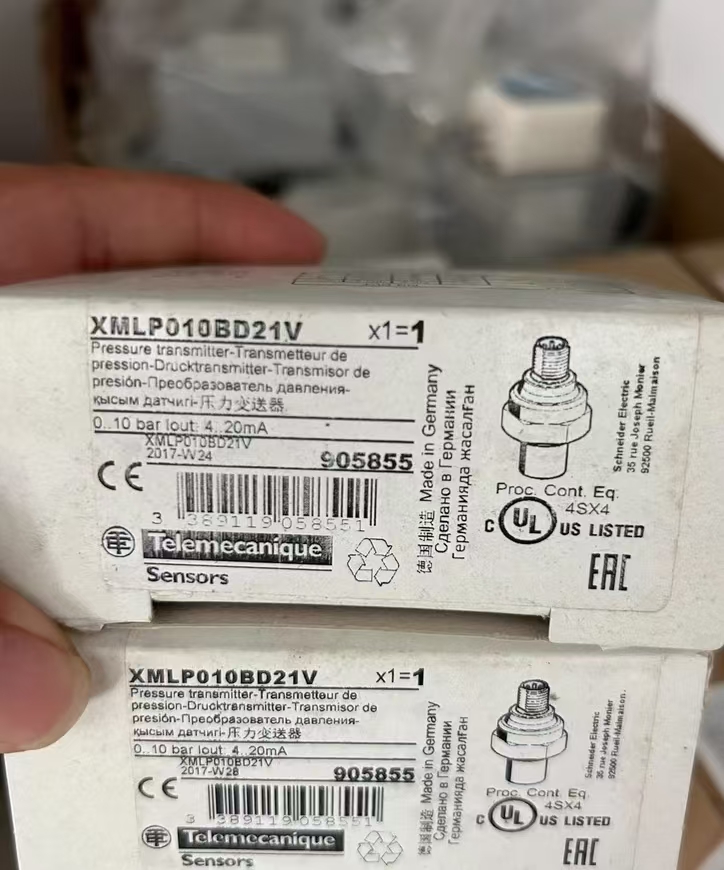 XMLP010BD21V x1=1
Pressure transmitter-Transmetteur de
pression-Drucktransmitter-Transmisor de
presión-Преобразователь давления-
қысым датчигі-压力变送器
0..10 bar Iout: 4..20mA
XMLP010BD21V
2017-W24
905855
CE
3 389119 058551
Telemecanique
Sensors
德国制造 Made in Germany
Сделано в Германии
Германияда жасалған
Schneider Electric
35 rue Joseph Monier
92500 Rueil-Malmaison
Proc. Cont. Eq.
4SX4
C UL US LISTED
EAC
XMLP010BD21V x1=1
Pressure transmitter-Transmetteur de
pression-Drucktransmitter-Transmisor de
presión-Преобразователь давления-
қысым датчигі-压力变送器
0..10 bar Iout: 4..20mA
XMLP010BD21V
2017-W28
905855
CE
3 389119 058551
Telemecanique
Sensors
德国制造 Made in Germany
Сделано в Германии
Германияда жасалған
Schneider Electric
35 rue Joseph Monier
92500 Rueil-Malmaison.
Proc. Cont. Eq.
4SX4
C UL US LISTED
EAC